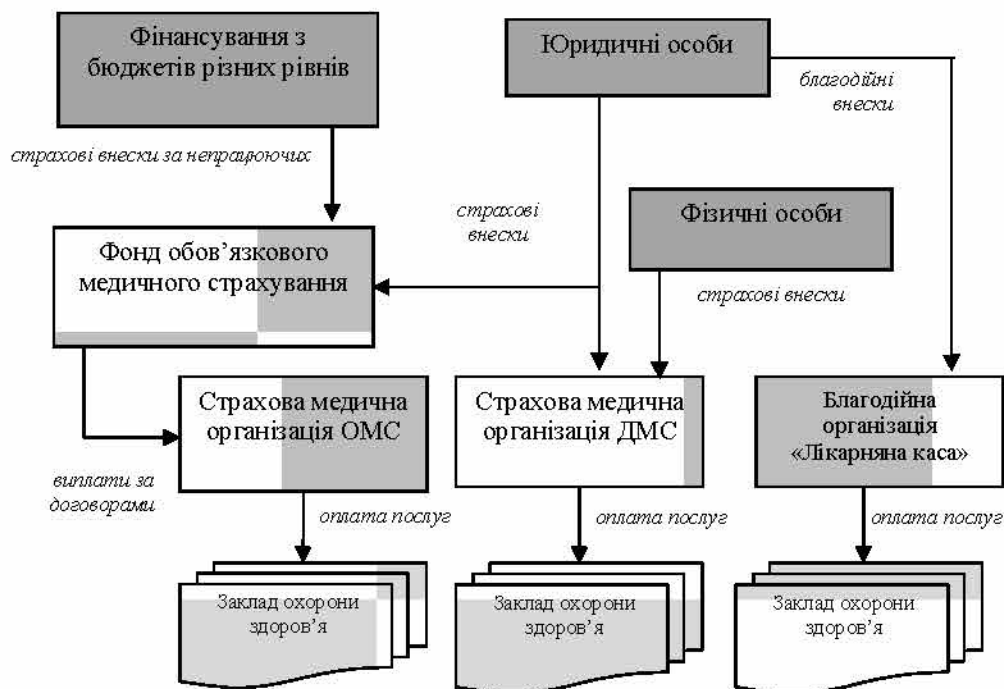 Фінансування з
бюджетів різних рівнів
Юридичні особи
благодійні
внески
страхові внески за непрацюючих
страхові
внески
Фізичні особи
Фонд обов’язкового
медичного страхування
страхові внески
Страхова медична
організація ОМС
Страхова медична
організація ДМС
Благодійна
організація
«Лікарняна каса»
виплати за
договорами
оплата послуг
оплата послуг
оплата послуг
Заклад охорони
здоров’я
Заклад охорони
здоров’я
Заклад охорони
здоров’я